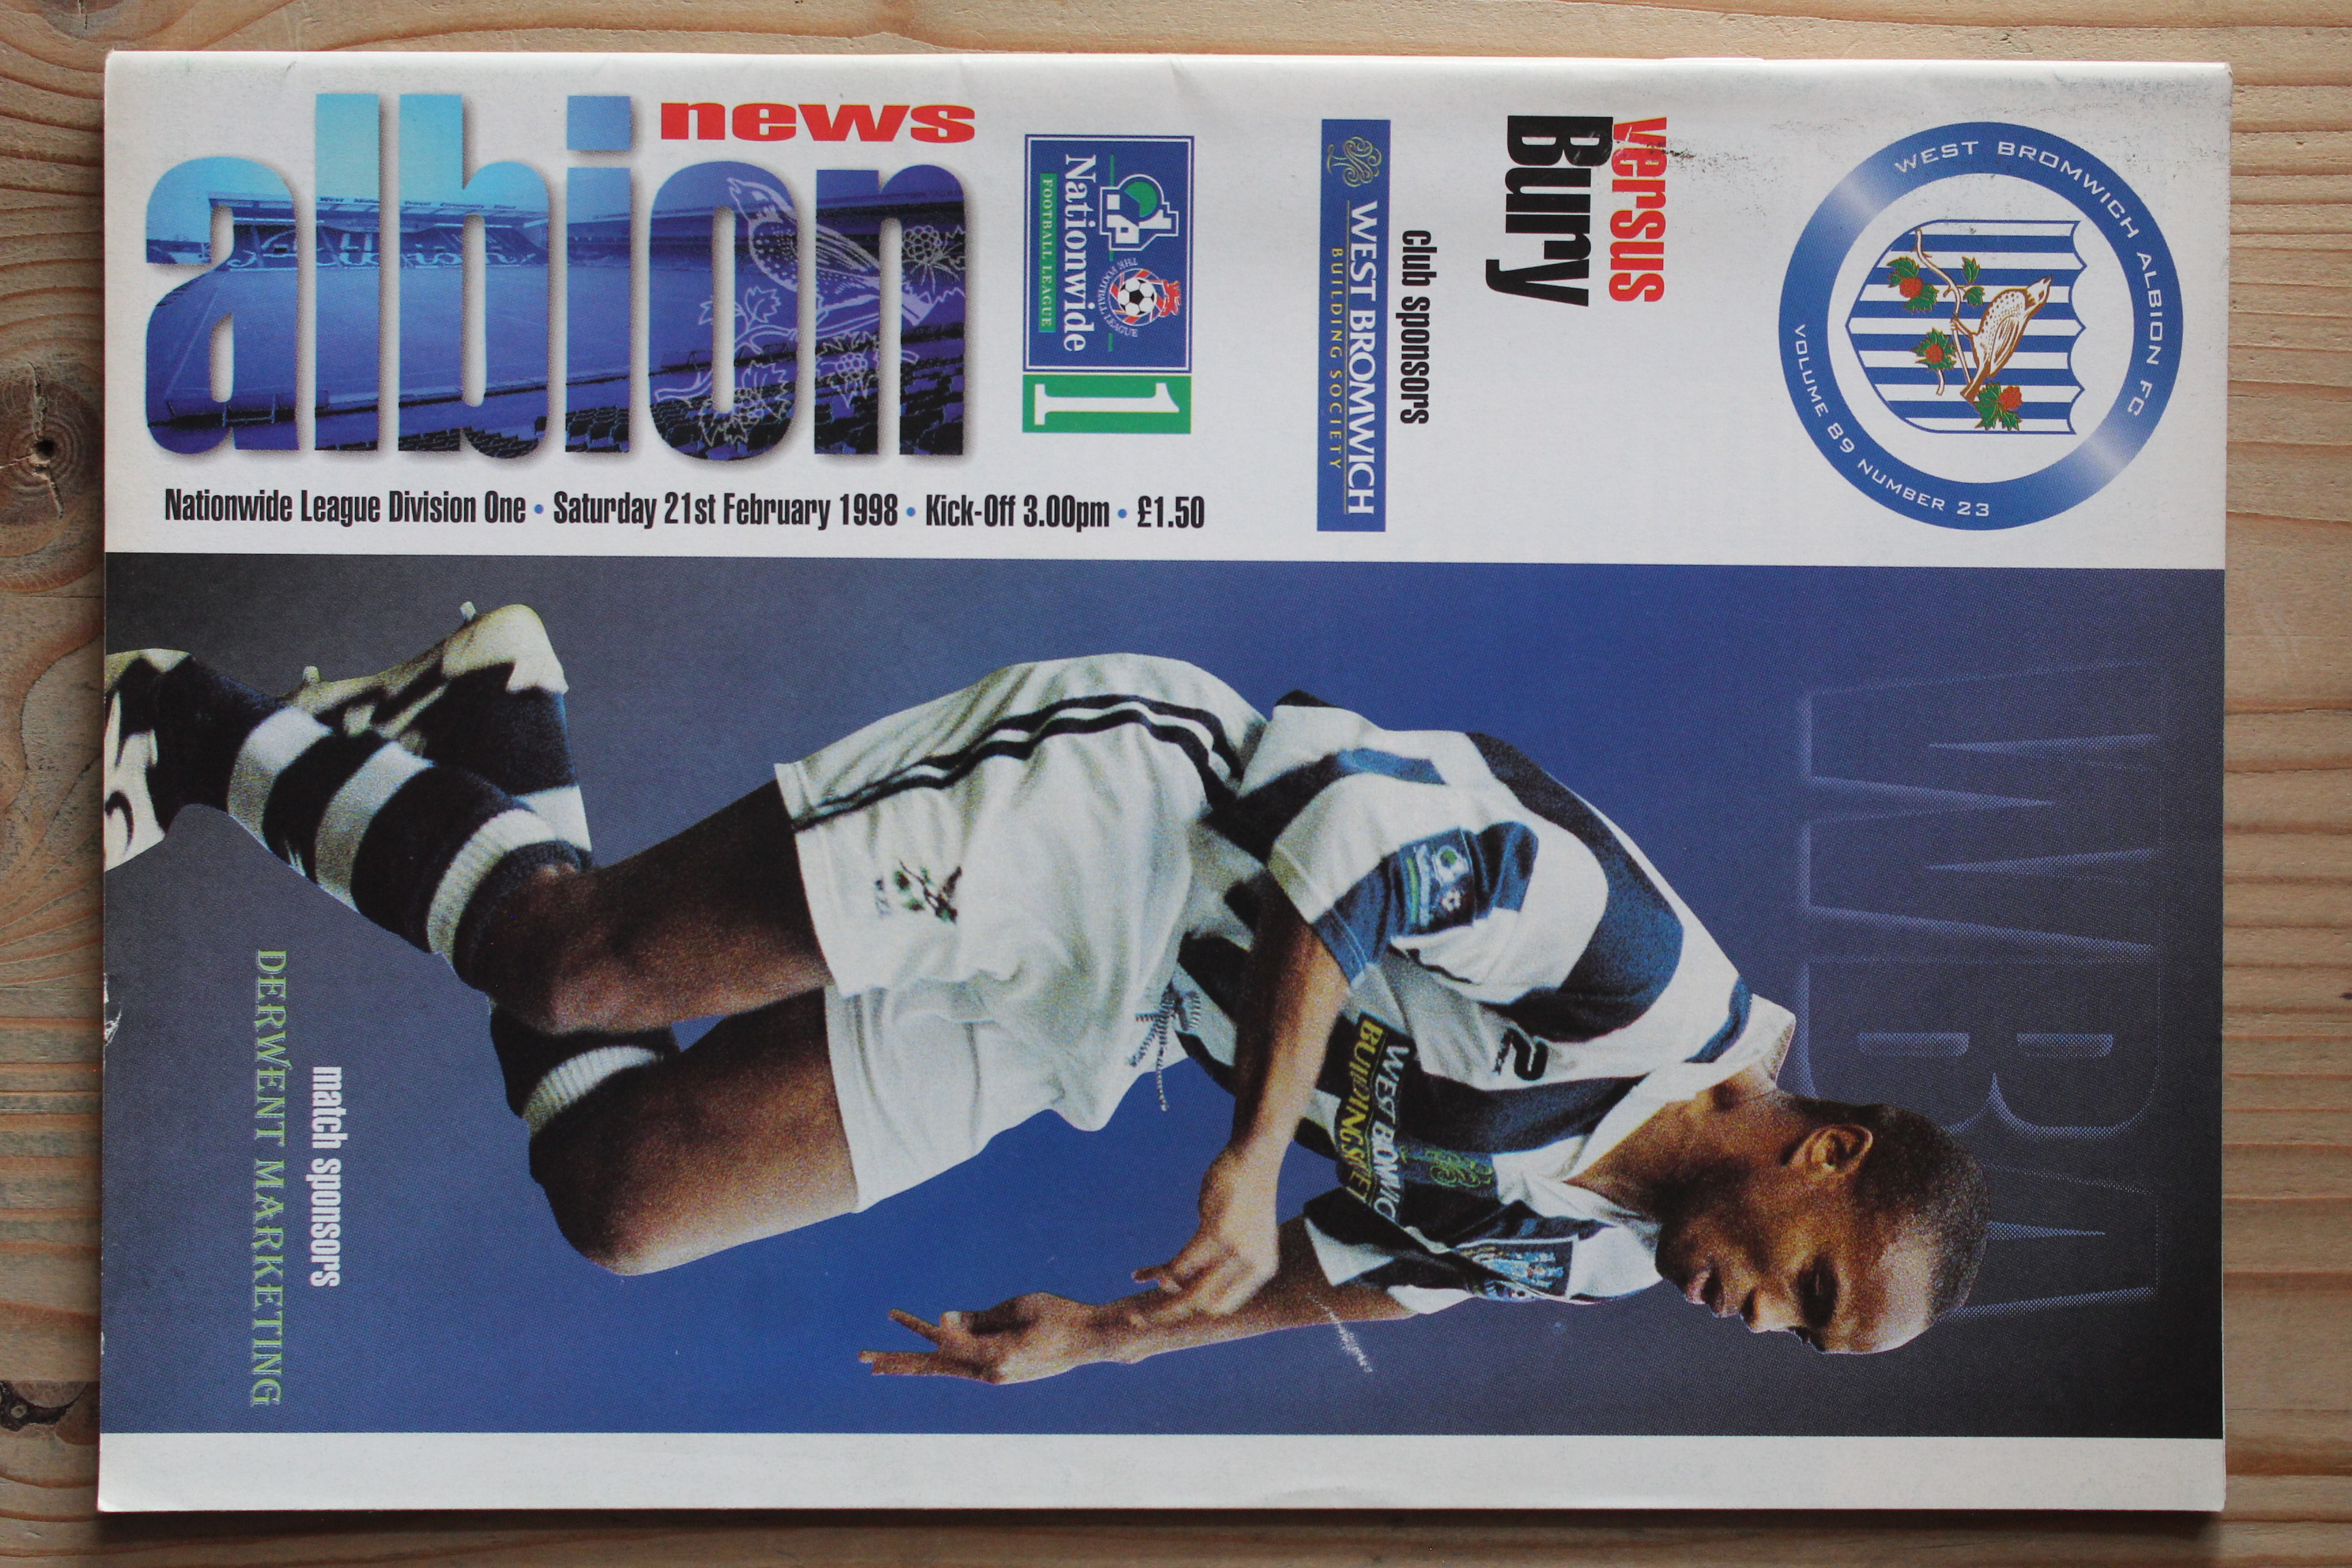 news
albion
Nationwide League Division One • Saturday 21st February 1998 • Kick-Off 3.00pm • £1.50
Nationwide
FOOTBALL LEAGUE
THE FOOTBALL LEAGUE
1
club sponsors
WEST BROMWICH
BUILDING SOCIETY
versus
Bury
WEST BROMWICH ALBION FC
VOLUME 89 NUMBER 23
WBA
WEST BROMWICH
BUILDING SOCIETY
match sponsors
DERWENT MARKETING